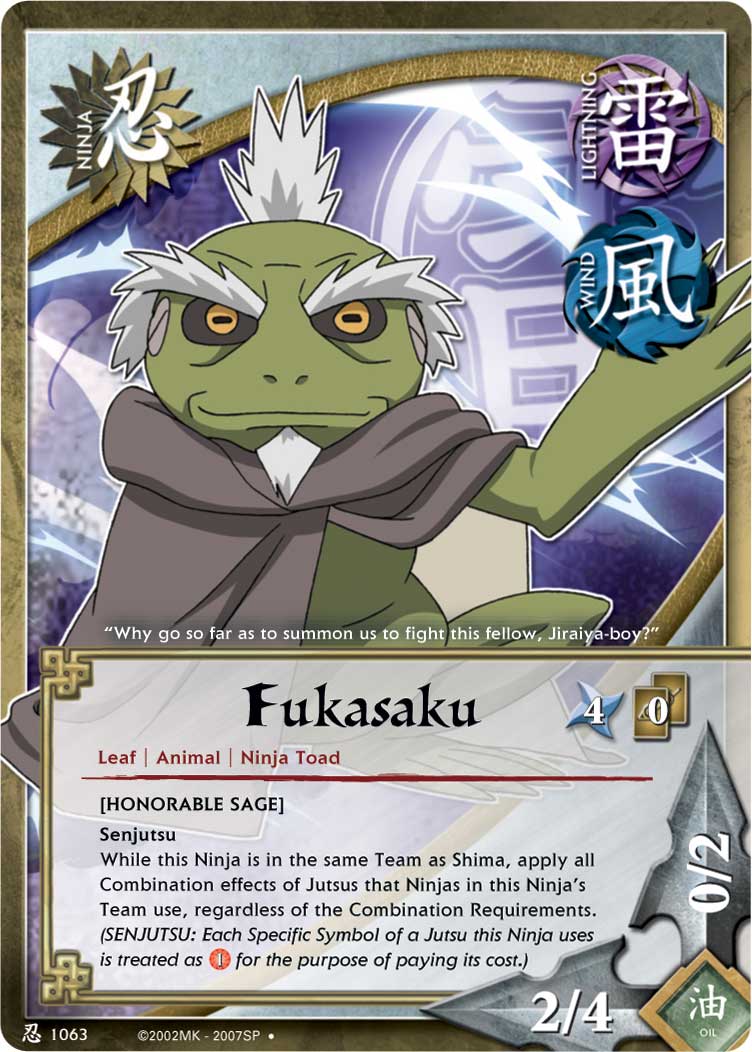 忍
NINJA
雷
LIGHTNING
風
WIND
“Why go so far as to summon us to fight this fellow, Jiraiya-boy?”
Fukasaku
4
0
Leaf | Animal | Ninja Toad
[HONORABLE SAGE]
Senjutsu
While this Ninja is in the same Team as Shima, apply all
Combination effects of Jutsus that Ninjas in this Ninja’s
Team use, regardless of the Combination Requirements.
(SENJUTSU: Each Specific Symbol of a Jutsu this Ninja uses
is treated as 1 for the purpose of paying its cost.)
0/2
2/4
油
OIL
忍 1063
©2002MK - 2007SP •